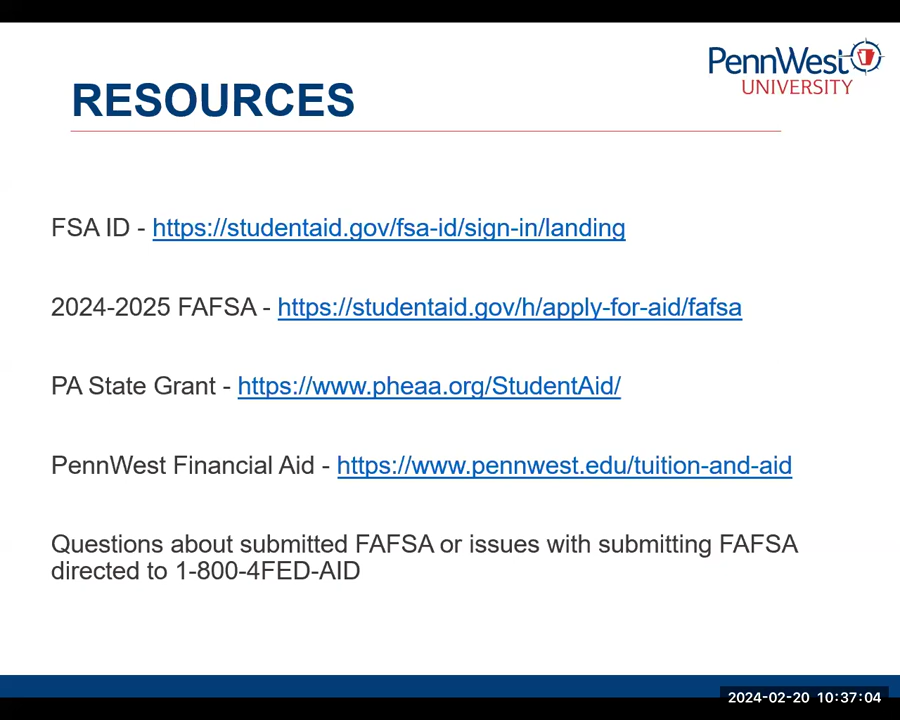 PennWest
UNIVERSITY
RESOURCES
FSA ID - https://studentaid.gov/fsa-id/sign-in/landing
2024-2025 FAFSA - https://studentaid.gov/h/apply-for-aid/fafsa
PA State Grant - https://www.pheaa.org/StudentAid/
PennWest Financial Aid - https://www.pennwest.edu/tuition-and-aid
Questions about submitted FAFSA or issues with submitting FAFSA
directed to 1-800-4FED-AID
2024-02-20 10:37:04